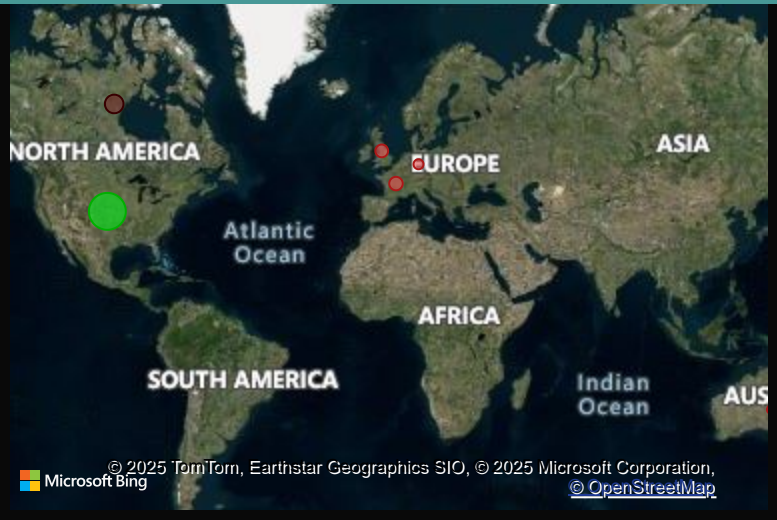 NORTH AMERICA
EUROPE
ASIA
Atlantic
Ocean
AFRICA
SOUTH AMERICA
Indian
Ocean
AUS
© 2025 TomTom, Earthstar Geographics SIO, © 2025 Microsoft Corporation,
Microsoft Bing
© OpenStreetMap